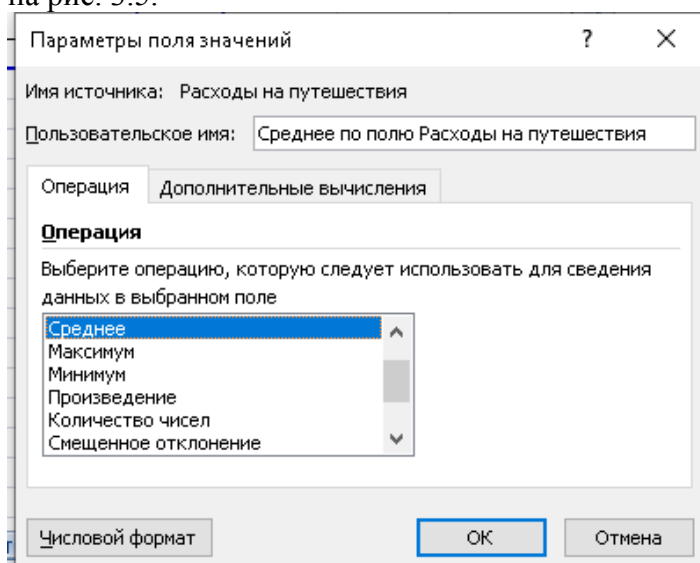 на рис. 3.5.
Параметры поля значений ? ×
Имя источника: Расходы на путешествия
Пользовательское имя: Среднее по полю Расходы на путешествия
Операция Дополнительные вычисления
Операция
Выберите операцию, которую следует использовать для сведения
данных в выбранном поле
Среднее
Максимум
Минимум
Произведение
Количество чисел
Смещенное отклонение
Числовой формат ОК Отмена